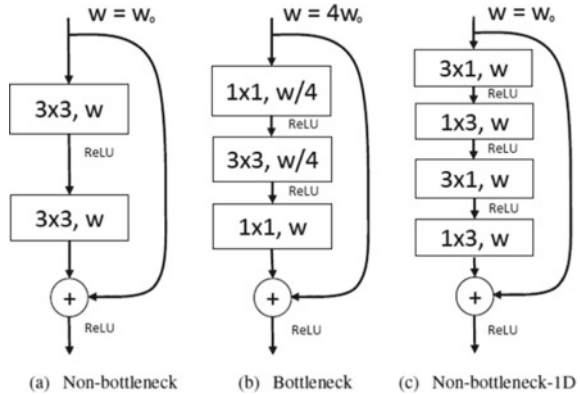 w = w₀
w = 4w₀
w = w₀
3x3, w
ReLU
3x3, w
+
ReLU
1x1, w/4
ReLU
3x3, w/4
ReLU
1x1, w
+
ReLU
3x1, w
ReLU
1x3, w
ReLU
3x1, w
ReLU
1x3, w
+
ReLU
(a) Non-bottleneck
(b) Bottleneck
(c) Non-bottleneck-1D